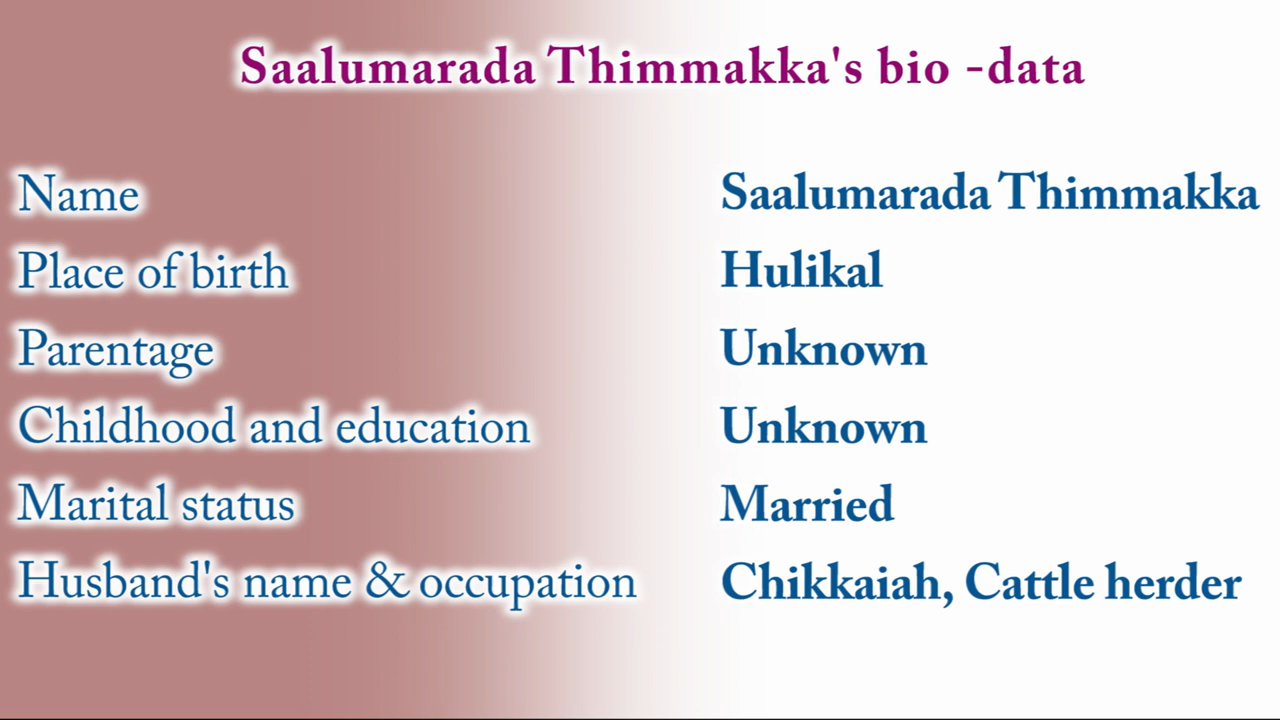 Saalumarada Thimmakka's bio -data
Name Saalumarada Thimmakka
Place of birth Hulikal
Parentage Unknown
Childhood and education Unknown
Marital status Married
Husband's name & occupation Chikkaiah, Cattle herder